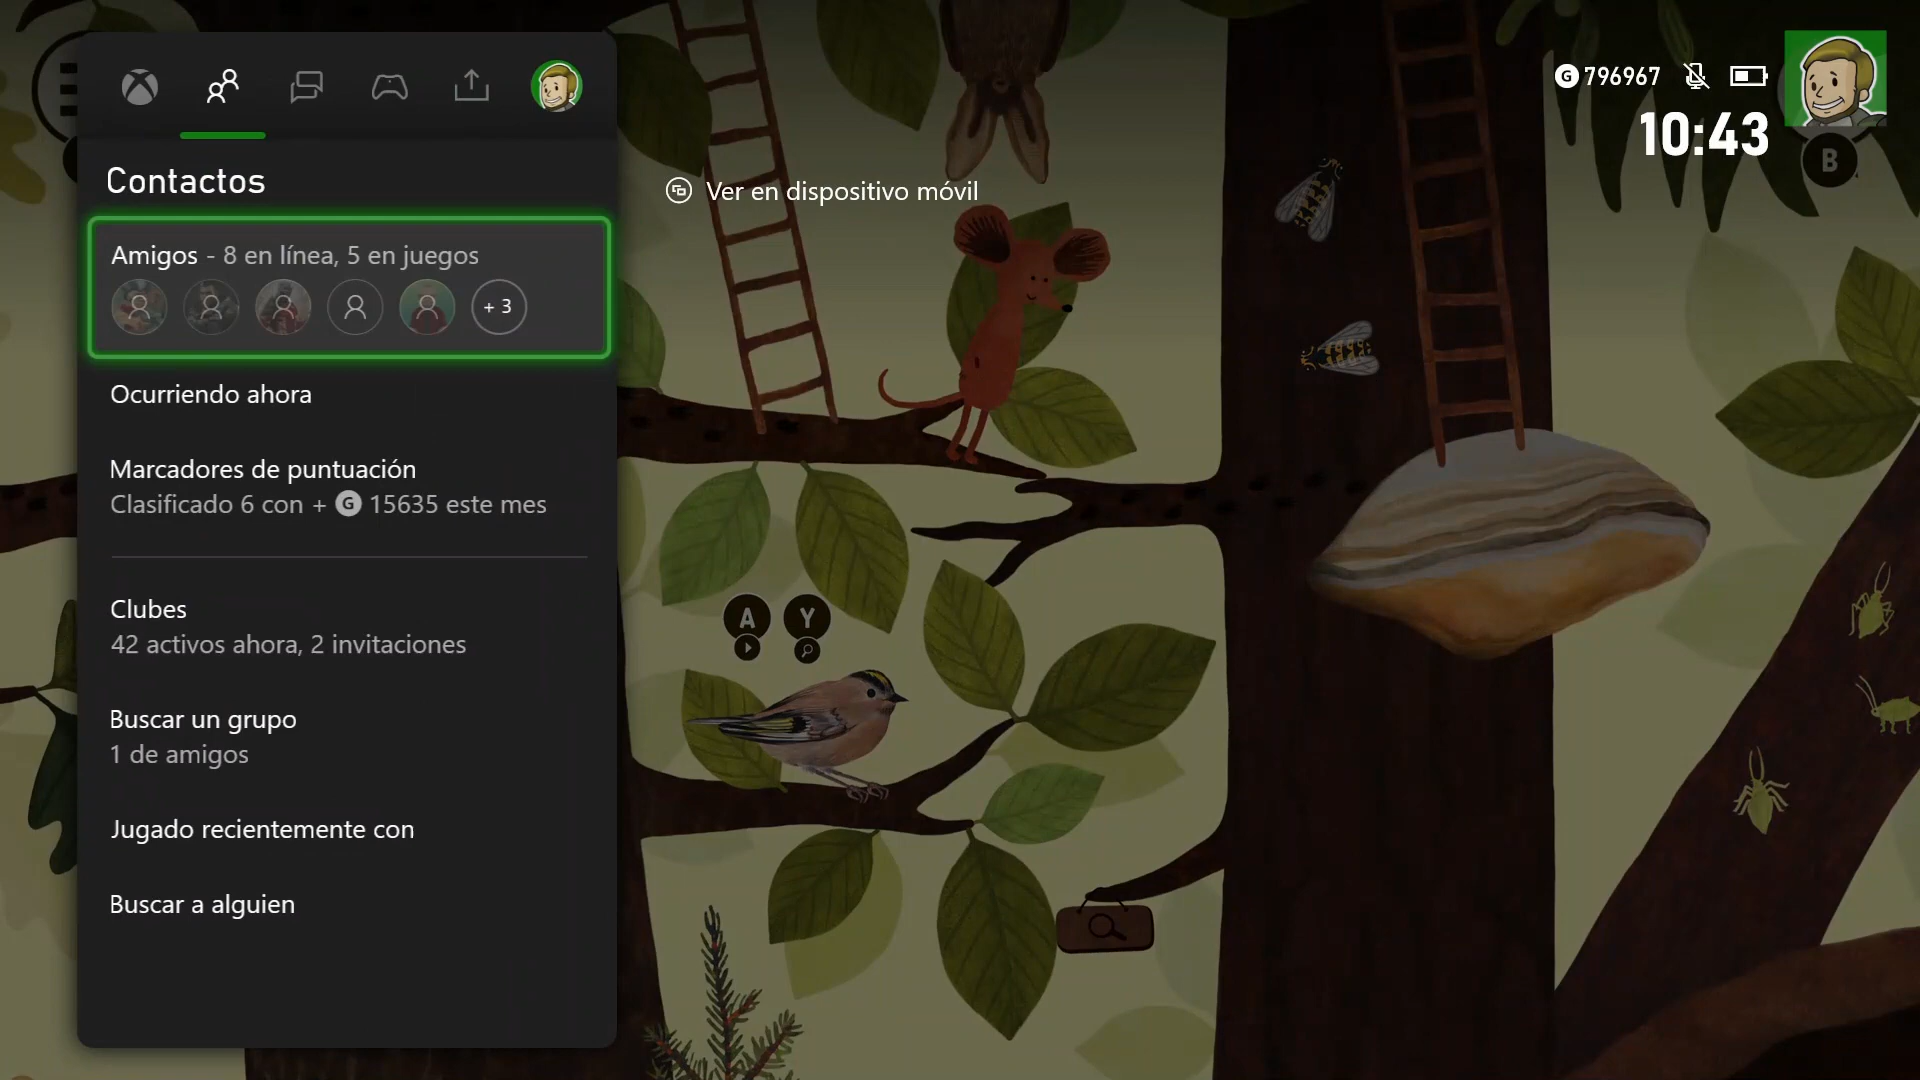 G 796967
10:43
B
Contactos
Ver en dispositivo móvil
Amigos - 8 en línea, 5 en juegos
+ 3
Ocurriendo ahora
Marcadores de puntuación
Clasificado 6 con + G 15635 este mes
Clubes
42 activos ahora, 2 invitaciones
A Y
Buscar un grupo
1 de amigos
Jugado recientemente con
Buscar a alguien